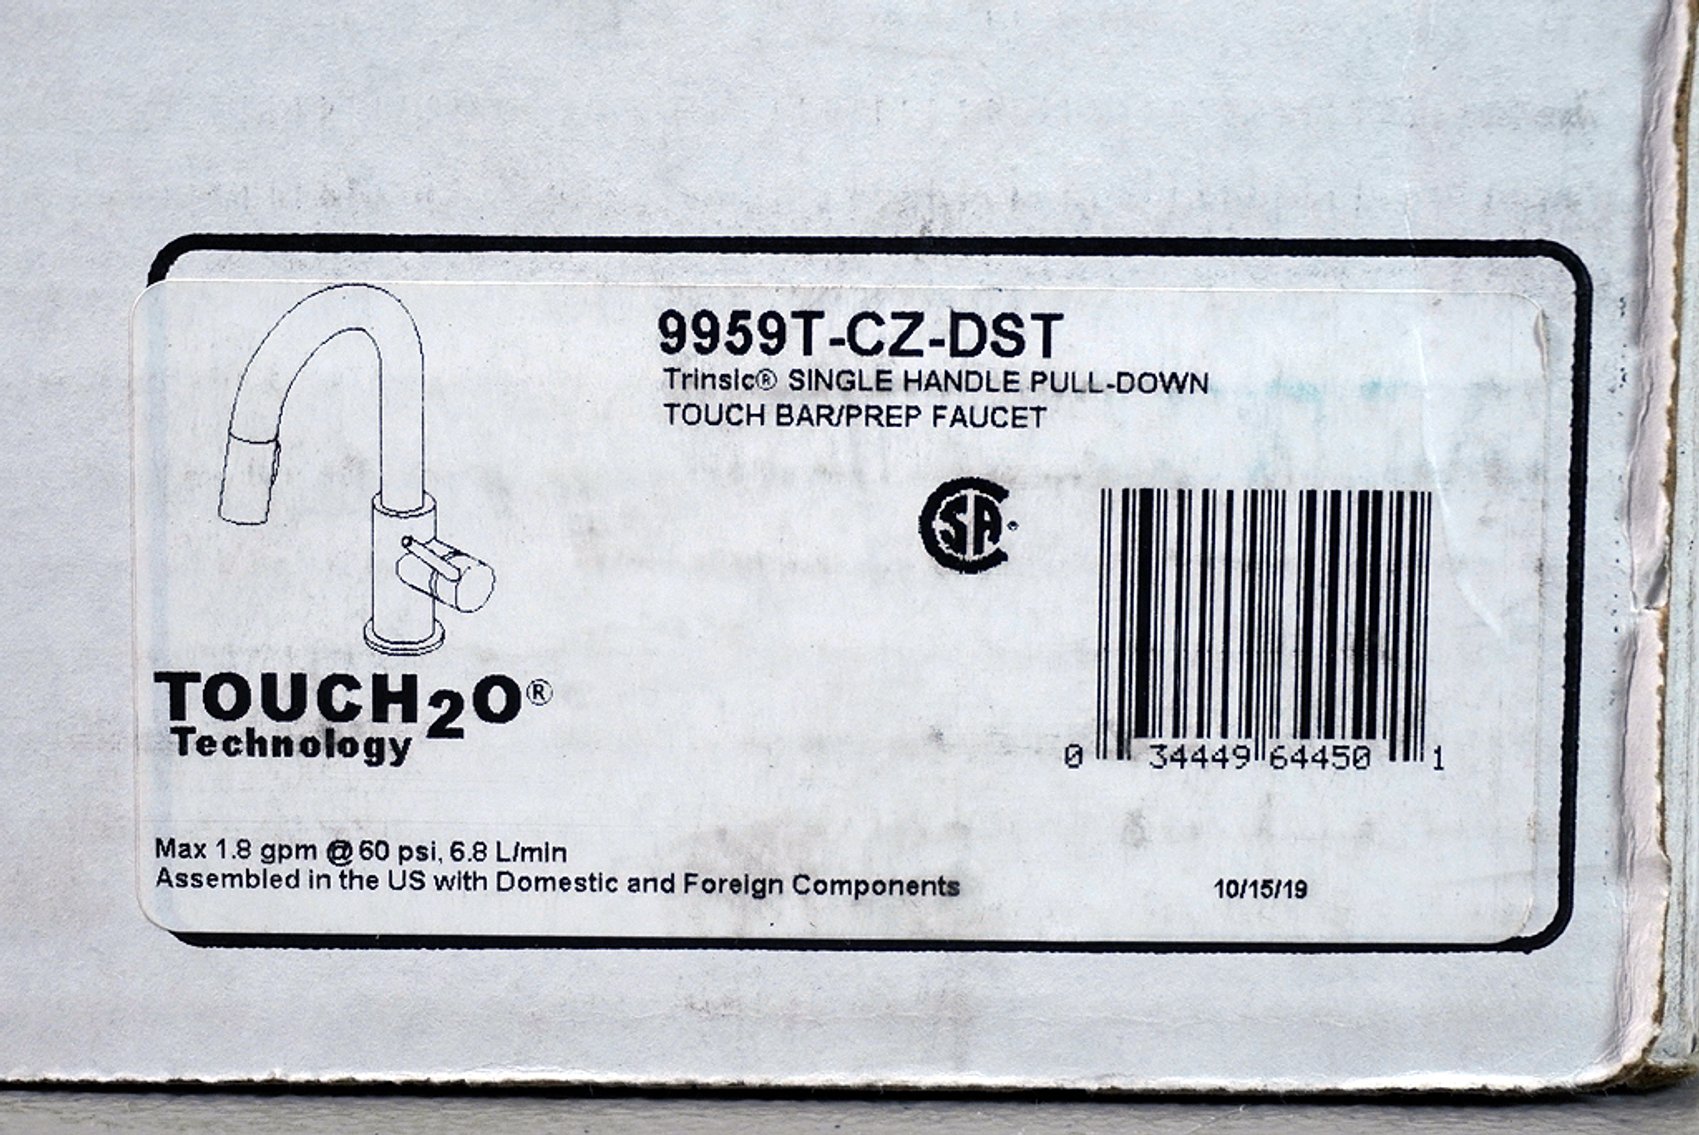 9959T-CZ-DST
Trinsic® SINGLE HANDLE PULL-DOWN
TOUCH BAR/PREP FAUCET
CSA
0 34449 64450 1
TOUCH2O®
Technology
Max 1.8 gpm @ 60 psi, 6.8 L/min
Assembled in the US with Domestic and Foreign Components
10/15/19